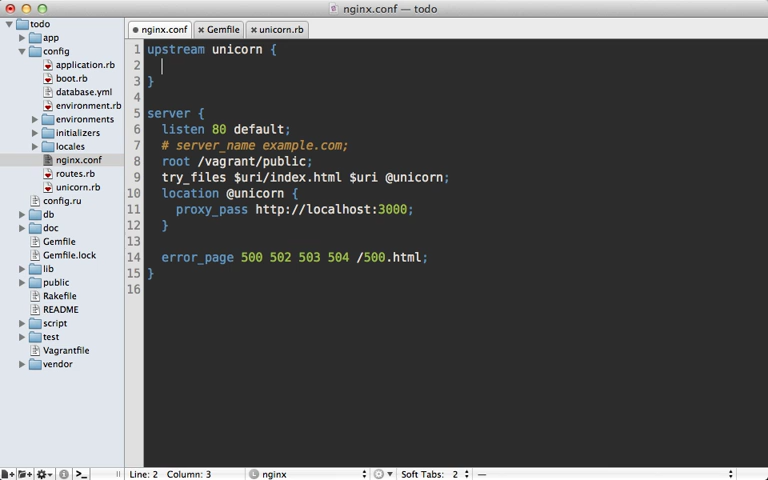 nginx.conf — todo
todo
app
config
application.rb
boot.rb
database.yml
environment.rb
environments
initializers
locales
nginx.conf
routes.rb
unicorn.rb
config.ru
db
doc
Gemfile
Gemfile.lock
lib
public
Rakefile
README
script
test
Vagrantfile
vendor
nginx.conf Gemfile unicorn.rb
1 upstream unicorn {
2
3 }
4
5 server {
6 listen 80 default;
7 # server_name example.com;
8 root /vagrant/public;
9 try_files $uri/index.html $uri @unicorn;
10 location @unicorn {
11 proxy_pass http://localhost:3000;
12 }
13
14 error_page 500 502 503 504 /500.html;
15 }
16
Line: 2 Column: 3 L nginx Soft Tabs: 2 —